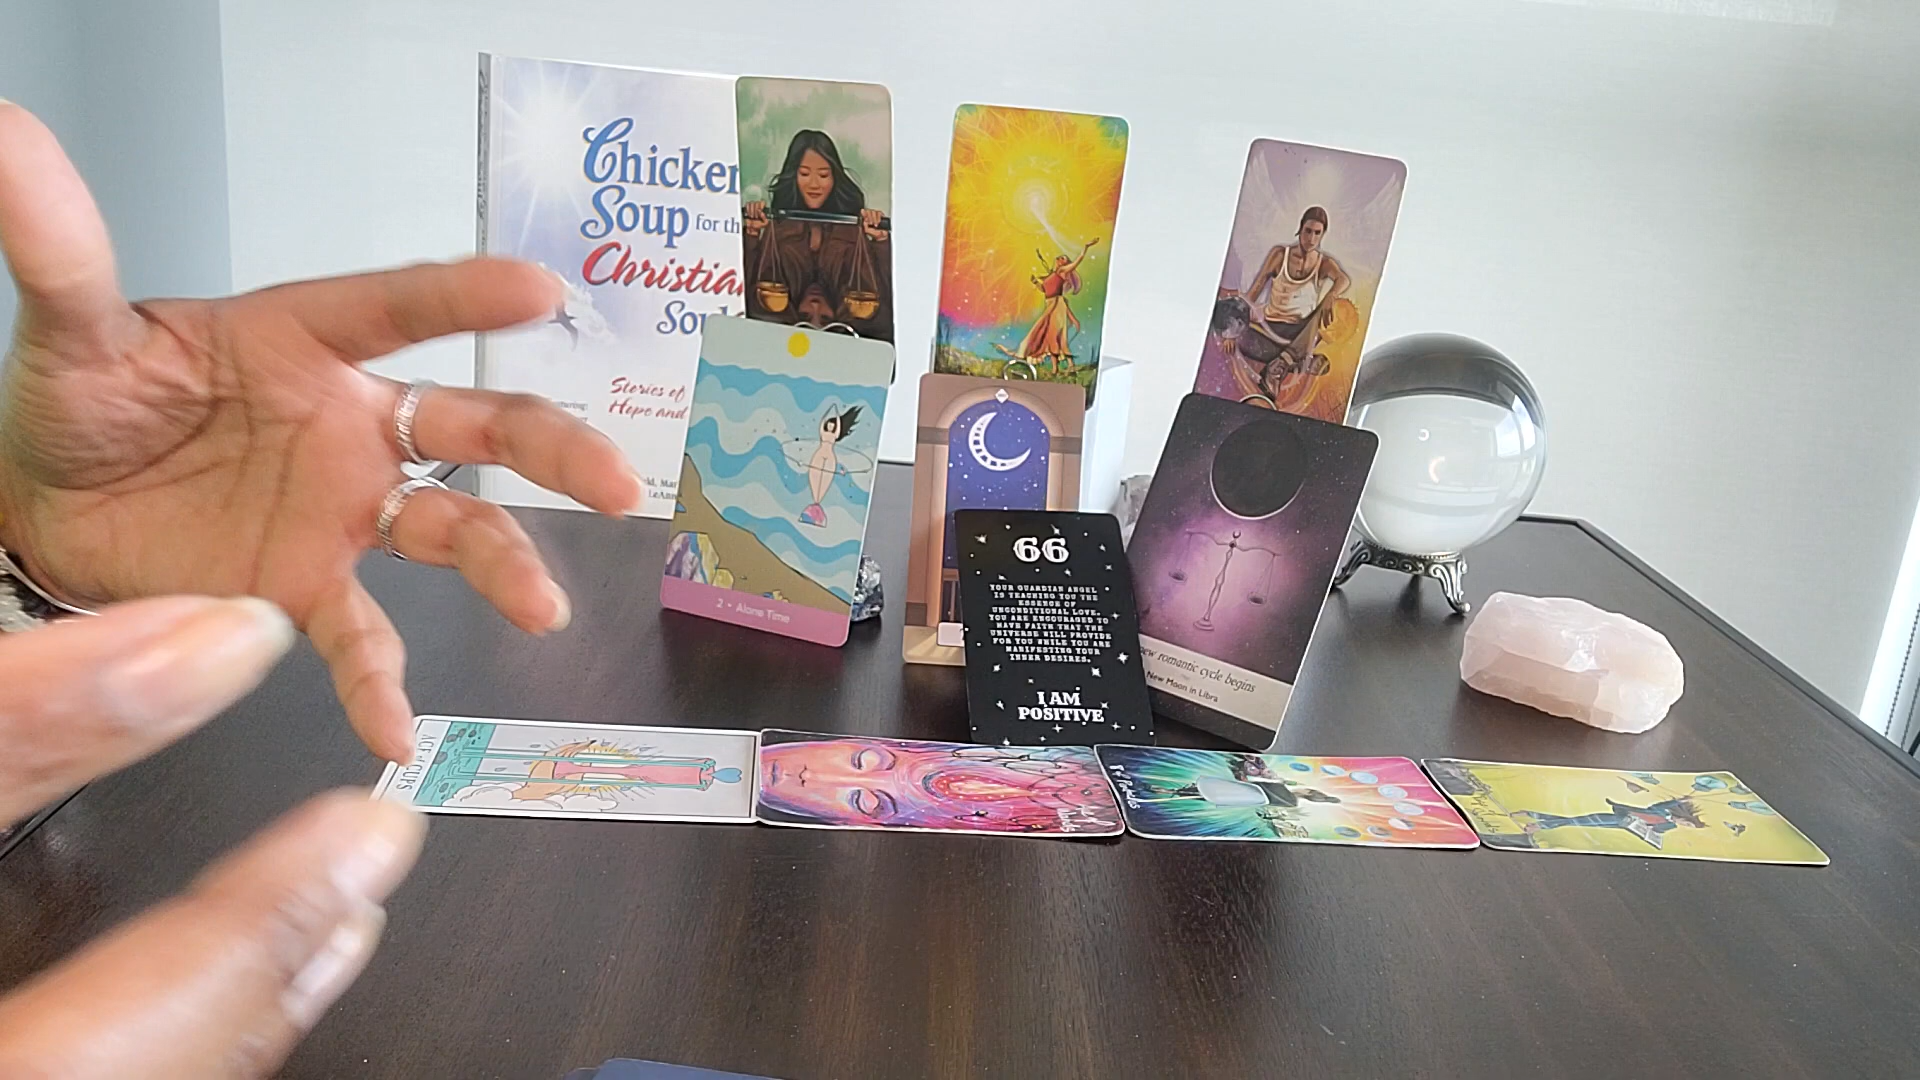 Chicken
Soup for th
Christian
Soul
Stories of
Hope and
2 • Alone Time
66
YOUR GUARDIAN ANGEL
IS TEACHING YOU THE
ESSENCE OF
UNCONDITIONAL LOVE.
YOU ARE ENCOURAGED TO
HAVE FAITH THAT THE
UNIVERSE WILL PROVIDE
FOR YOU WHILE YOU ARE
MANIFESTING YOUR
INNER DESIRES.
I AM
POSITIVE
ew romantic cycle begins
New Moon in Libra
ACE of CUPS